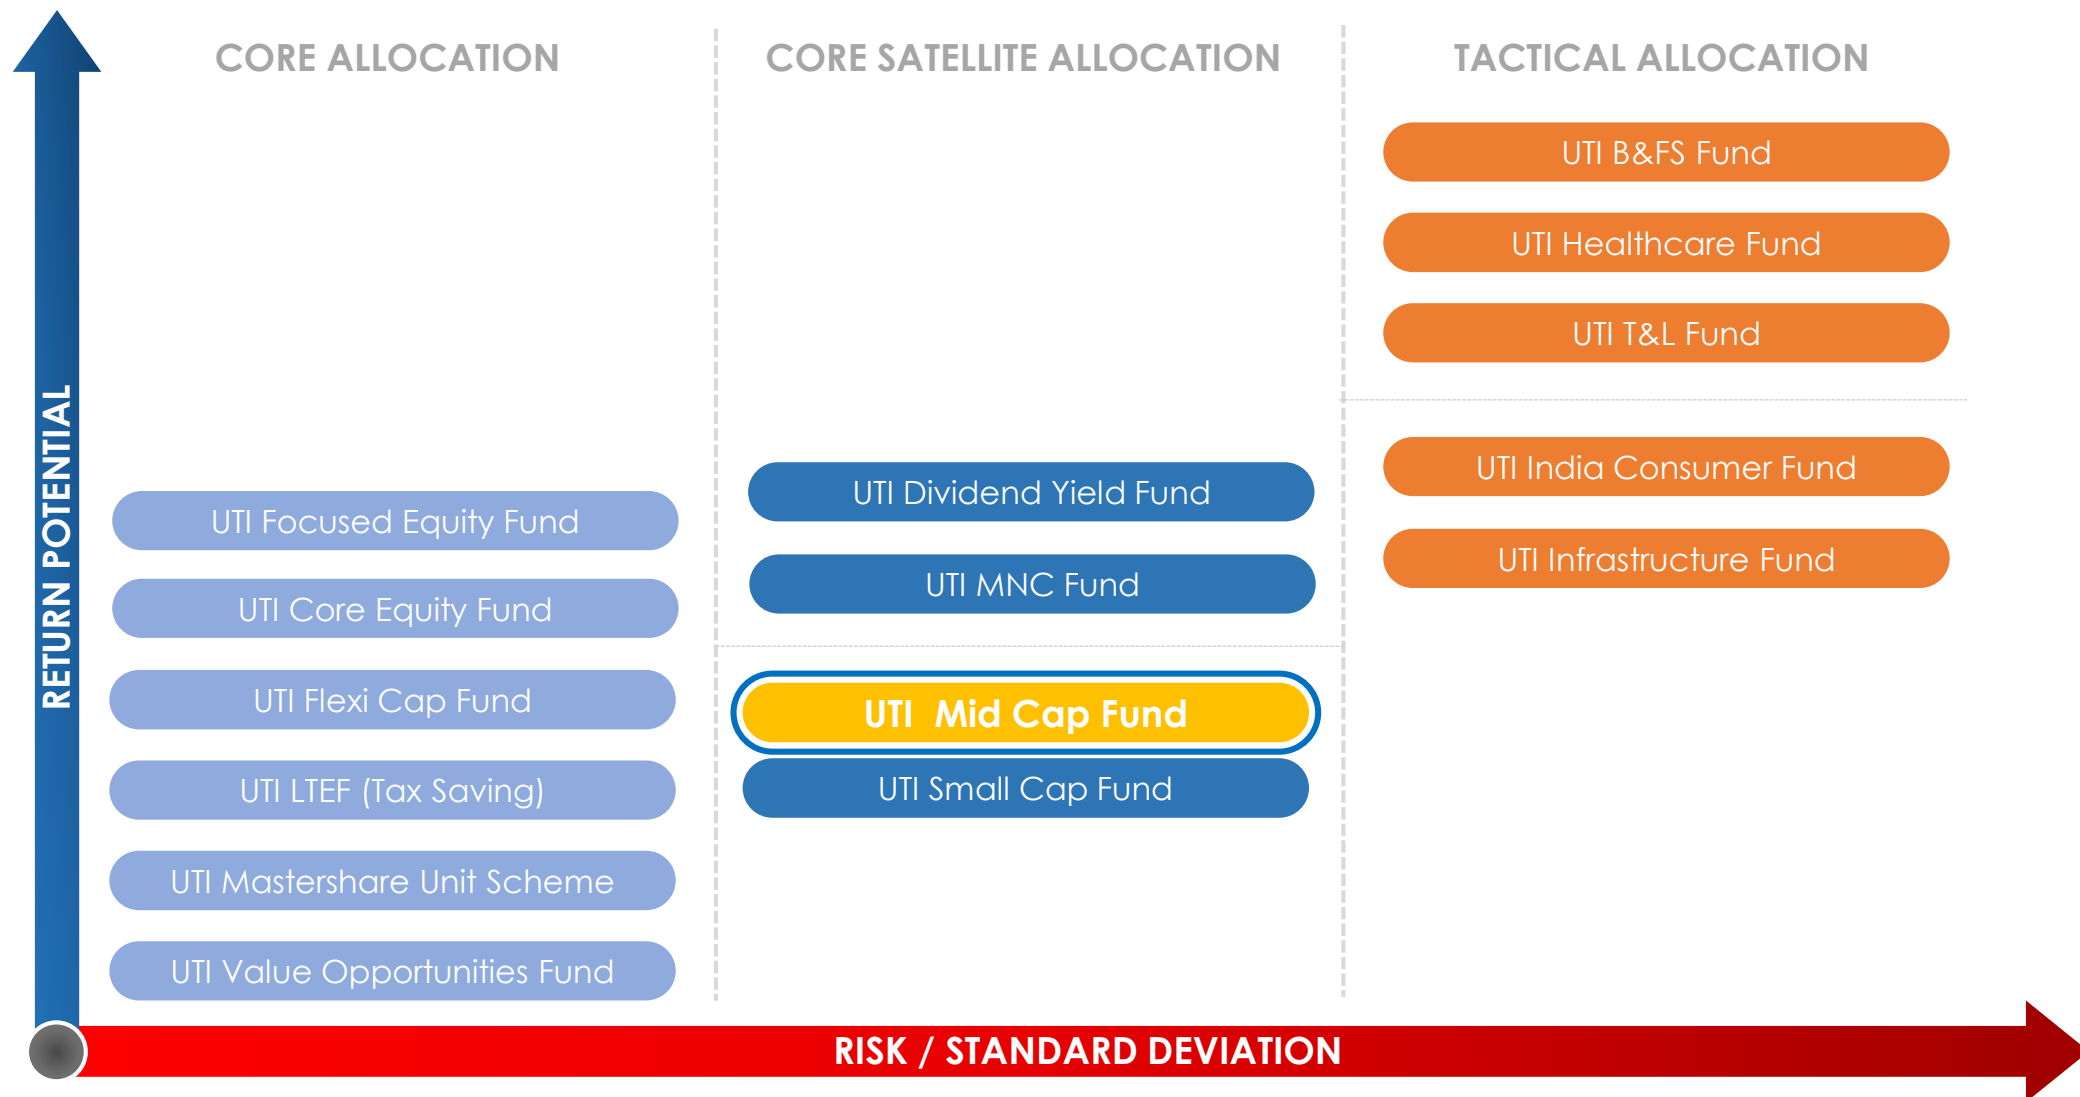 CORE ALLOCATION
CORE SATELLITE ALLOCATION
TACTICAL ALLOCATION
RETURN POTENTIAL
UTI Focused Equity Fund
UTI Core Equity Fund
UTI Flexi Cap Fund
UTI LTEF (Tax Saving)
UTI Mastershare Unit Scheme
UTI Value Opportunities Fund
UTI Dividend Yield Fund
UTI MNC Fund
UTI Mid Cap Fund
UTI Small Cap Fund
UTI B&FS Fund
UTI Healthcare Fund
UTI T&L Fund
UTI India Consumer Fund
UTI Infrastructure Fund
RISK / STANDARD DEVIATION